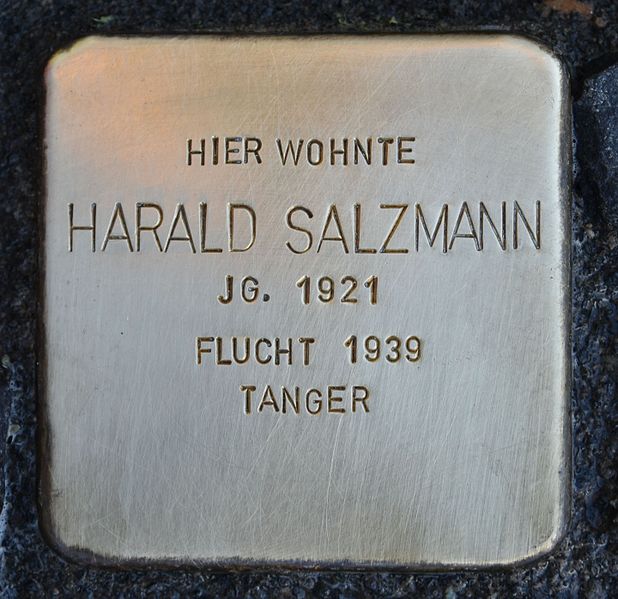 HIER WOHNTE
HARALD SALZMANN
JG. 1921
FLUCHT 1939
TANGER